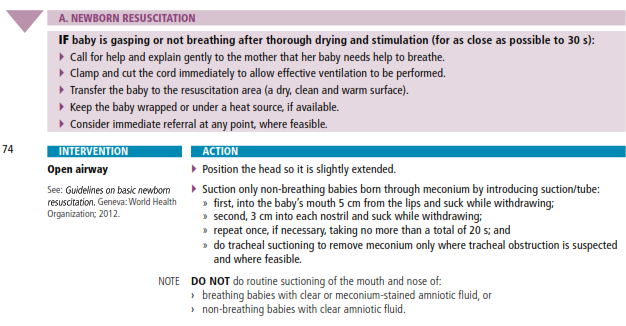 A. NEWBORN RESUSCITATION
IF baby is gasping or not breathing after thorough drying and stimulation (for as close as possible to 30 s):
Call for help and explain gently to the mother that her baby needs help to breathe.
Clamp and cut the cord immediately to allow effective ventilation to be performed.
Transfer the baby to the resuscitation area (a dry, clean and warm surface).
Keep the baby wrapped or under a heat source, if available.
Consider immediate referral at any point, where feasible.
74
INTERVENTION
ACTION
Open airway
See: Guidelines on basic newborn
resuscitation. Geneva: World Health
Organization; 2012.
Position the head so it is slightly extended.
Suction only non-breathing babies born through meconium by introducing suction/tube:
» first, into the baby's mouth 5 cm from the lips and suck while withdrawing;
» second, 3 cm into each nostril and suck while withdrawing;
» repeat once, if necessary, taking no more than a total of 20 s; and
» do tracheal suctioning to remove meconium only where tracheal obstruction is suspected
and where feasible.
NOTE DO NOT do routine suctioning of the mouth and nose of:
› breathing babies with clear or meconium-stained amniotic fluid, or
› non-breathing babies with clear amniotic fluid.